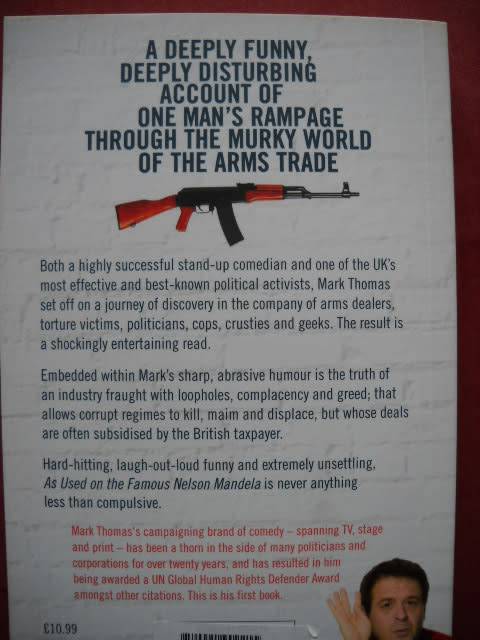 A DEEPLY FUNNY,
DEEPLY DISTURBING
ACCOUNT OF
ONE MAN'S RAMPAGE
THROUGH THE MURKY WORLD
OF THE ARMS TRADE
Both a highly successful stand-up comedian and one of the UK's
most effective and best-known political activists, Mark Thomas
set off on a journey of discovery in the company of arms dealers,
torture victims, politicians, cops, crusties and geeks. The result is
a shockingly entertaining read.
Embedded within Mark's sharp, abrasive humour is the truth of
an industry fraught with loopholes, complacency and greed; that
allows corrupt regimes to kill, maim and displace, but whose deals
are often subsidised by the British taxpayer.
Hard-hitting, laugh-out-loud funny and extremely unsettling,
As Used on the Famous Nelson Mandela is never anything
less than compulsive.
Mark Thomas's campaigning brand of comedy – spanning TV, stage
and print – has been a thorn in the side of many politicians and
corporations for over twenty years, and has resulted in him
being awarded a UN Global Human Rights Defender Award
amongst other citations. This is his first book.
£10.99